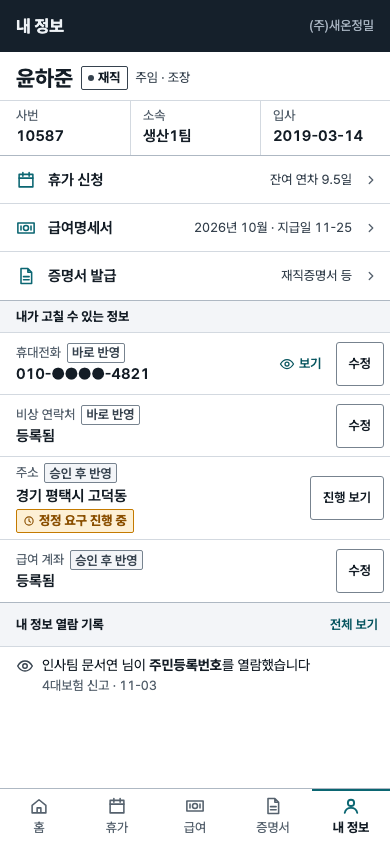 내 정보
(주)새온정밀
윤하준 재직 주임 · 조장
사번
10587
소속
생산1팀
입사
2019-03-14
휴가 신청
잔여 연차 9.5일
급여명세서
2026년 10월 · 지급일 11-25
증명서 발급
재직증명서 등
내가 고칠 수 있는 정보
휴대전화 바로 반영
010-●●●●-4821
보기
수정
비상 연락처 바로 반영
등록됨
수정
주소 승인 후 반영
경기 평택시 고덕동
정정 요구 진행 중
진행 보기
급여 계좌 승인 후 반영
등록됨
수정
내 정보 열람 기록
전체 보기
인사팀 문서연 님이 주민등록번호를 열람했습니다
4대보험 신고 · 11-03
홈
휴가
급여
증명서
내 정보